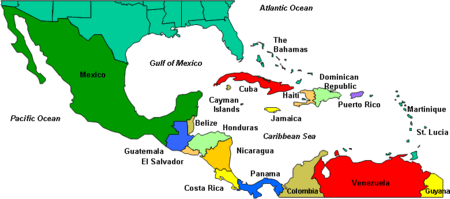 Atlantic Ocean
The
Bahamas
Gulf of Mexico
Mexico
Dominican
Republic
Cuba
Haiti
Puerto Rico
Cayman
Islands
Martinique
Jamaica
Pacific Ocean
Belize
Honduras
Caribbean Sea
St. Lucia
Guatemala
El Salvador
Nicaragua
Panama
Costa Rica
Colombia
Venezuela
Guyana